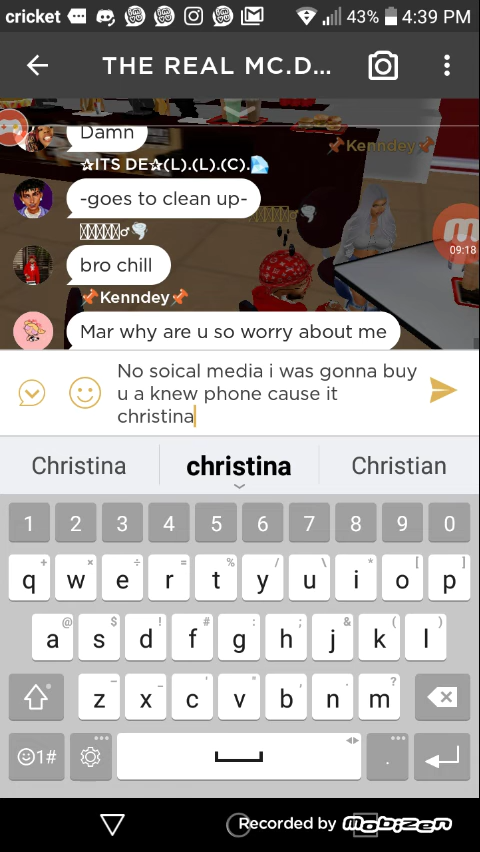 cricket 43% 4:39 PM
THE REAL MC.D...
Damn
📌Kenndey📌
☆ITS DE☆(L).(L).(C).💎
-goes to clean up-
♂🌪
bro chill
09:18
📌Kenndey📌
Mar why are u so worry about me
No soical media i was gonna buy
u a knew phone cause it
christina
Christina christina Christian
1 2 3 4 5 6 7 8 9 0
+ × ÷ = % / \ * [ ]
q w e r t y u i o p
@ $ ! # : ; & ( )
a s d f g h j k l
- _ ° " , . ?
z x c v b n m
☺1# .
Recorded by MOBIZEN